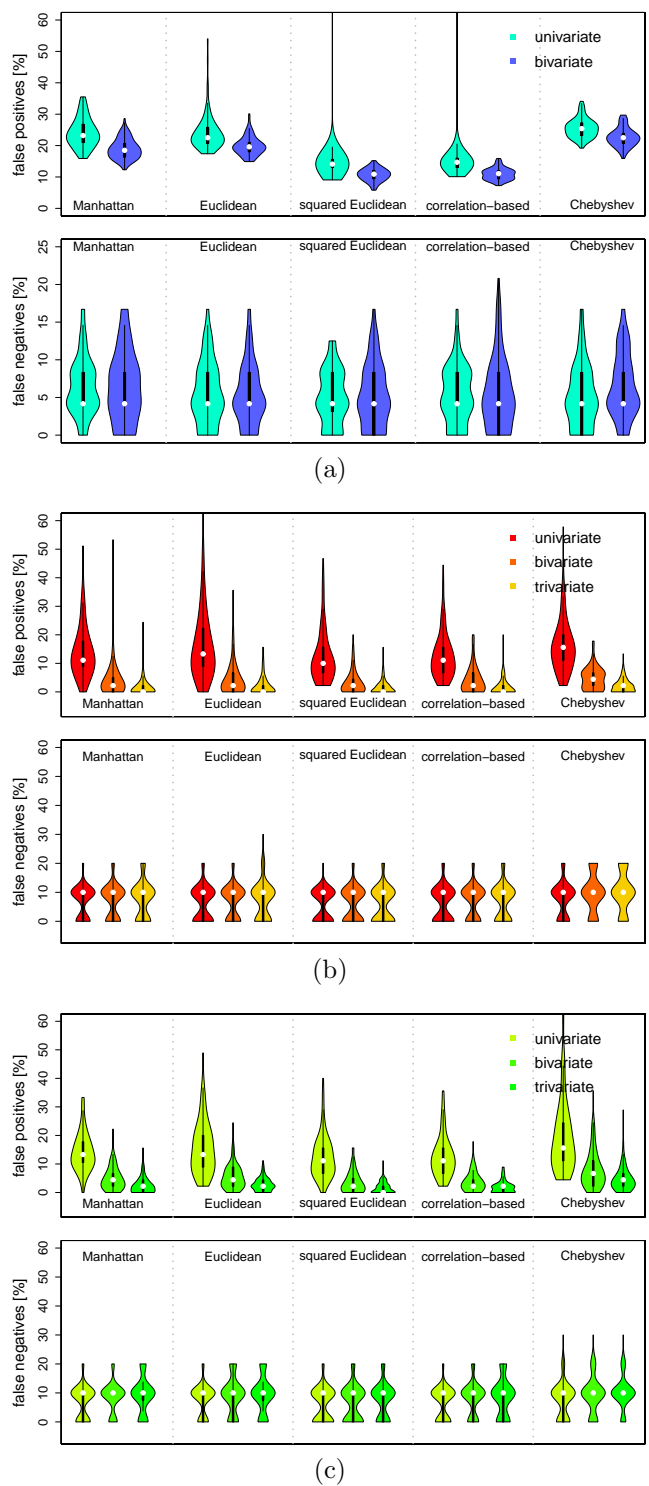 false positives [%]
0 10 20 30 40 50 60
univariate
bivariate
Manhattan Euclidean squared Euclidean correlation−based Chebyshev
false negatives [%]
0 5 10 15 20 25
Manhattan Euclidean squared Euclidean correlation−based Chebyshev
(a)
false positives [%]
0 10 20 30 40 50 60
univariate
bivariate
trivariate
Manhattan Euclidean squared Euclidean correlation−based Chebyshev
false negatives [%]
0 10 20 30 40 50 60
Manhattan Euclidean squared Euclidean correlation−based Chebyshev
(b)
false positives [%]
0 10 20 30 40 50 60
univariate
bivariate
trivariate
Manhattan Euclidean squared Euclidean correlation−based Chebyshev
false negatives [%]
0 10 20 30 40 50 60
Manhattan Euclidean squared Euclidean correlation−based Chebyshev
(c)